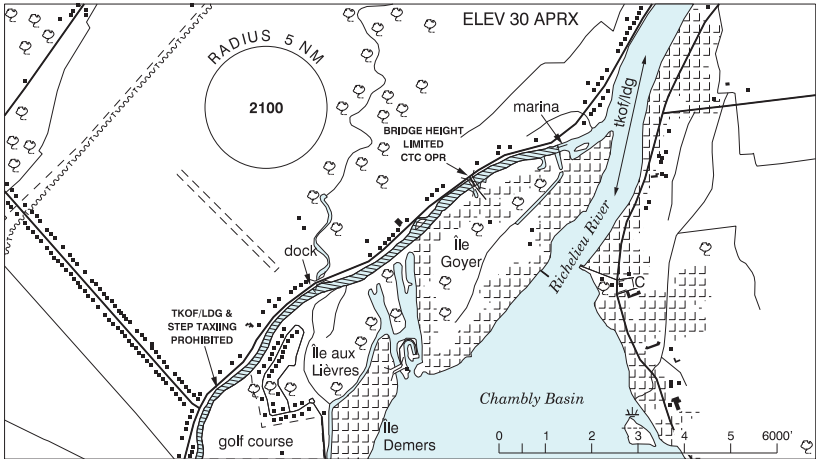 ELEV 30 APRX
RADIUS 5 NM
2100
marina
tkof/ldg
BRIDGE HEIGHT
LIMITED
CTC OPR
Île
Goyer
Richelieu River
dock
TC
TKOF/LDG &
STEP TAXIING
PROHIBITED
Île aux
Lièvres
Chambly Basin
golf course
Île
Demers
0 1 2 3 4 5 6000'